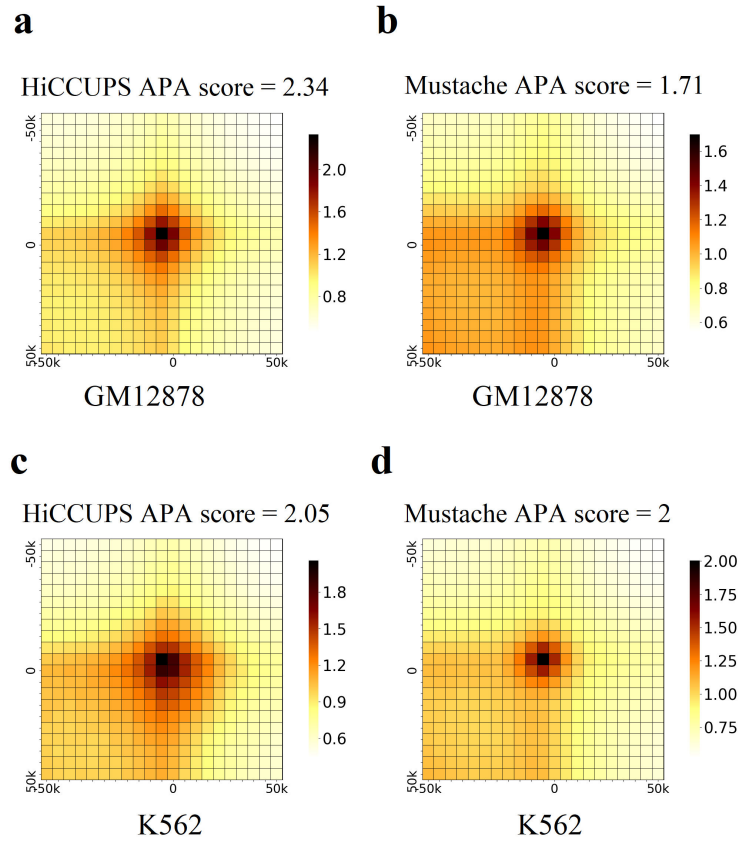 a
HiCCUPS APA score = 2.34
-50k
0
50k
-50k
0
50k
2.0
1.6
1.2
0.8
GM12878
b
Mustache APA score = 1.71
-50k
0
50k
-50k
0
50k
1.6
1.4
1.2
1.0
0.8
0.6
GM12878
c
HiCCUPS APA score = 2.05
-50k
0
50k
-50k
0
50k
1.8
1.5
1.2
0.9
0.6
K562
d
Mustache APA score = 2
-50k
0
50k
-50k
0
50k
2.00
1.75
1.50
1.25
1.00
0.75
K562